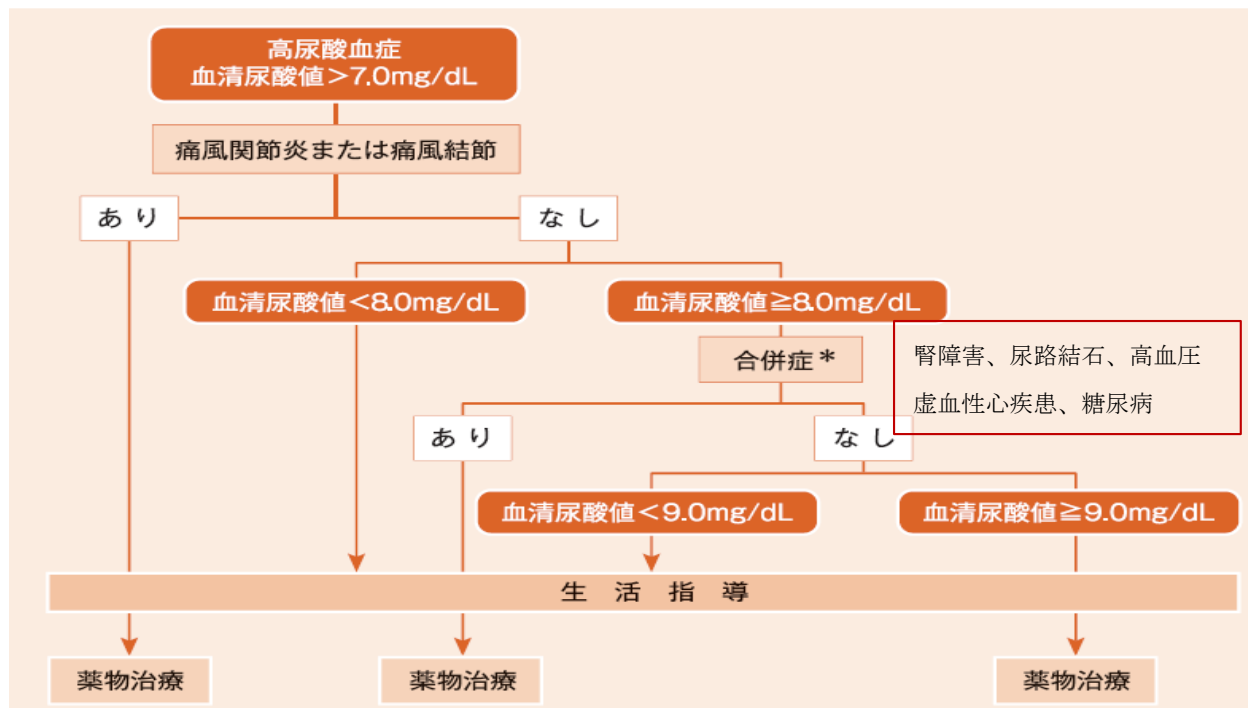 高尿酸血症
血清尿酸値>7.0mg/dL
痛風関節炎または痛風結節
あり
なし
血清尿酸値<8.0mg/dL
血清尿酸値≧8.0mg/dL
合併症*
腎障害、尿路結石、高血圧
虚血性心疾患、糖尿病
あり
なし
血清尿酸値<9.0mg/dL
血清尿酸値≧9.0mg/dL
生活指導
薬物治療
薬物治療
薬物治療